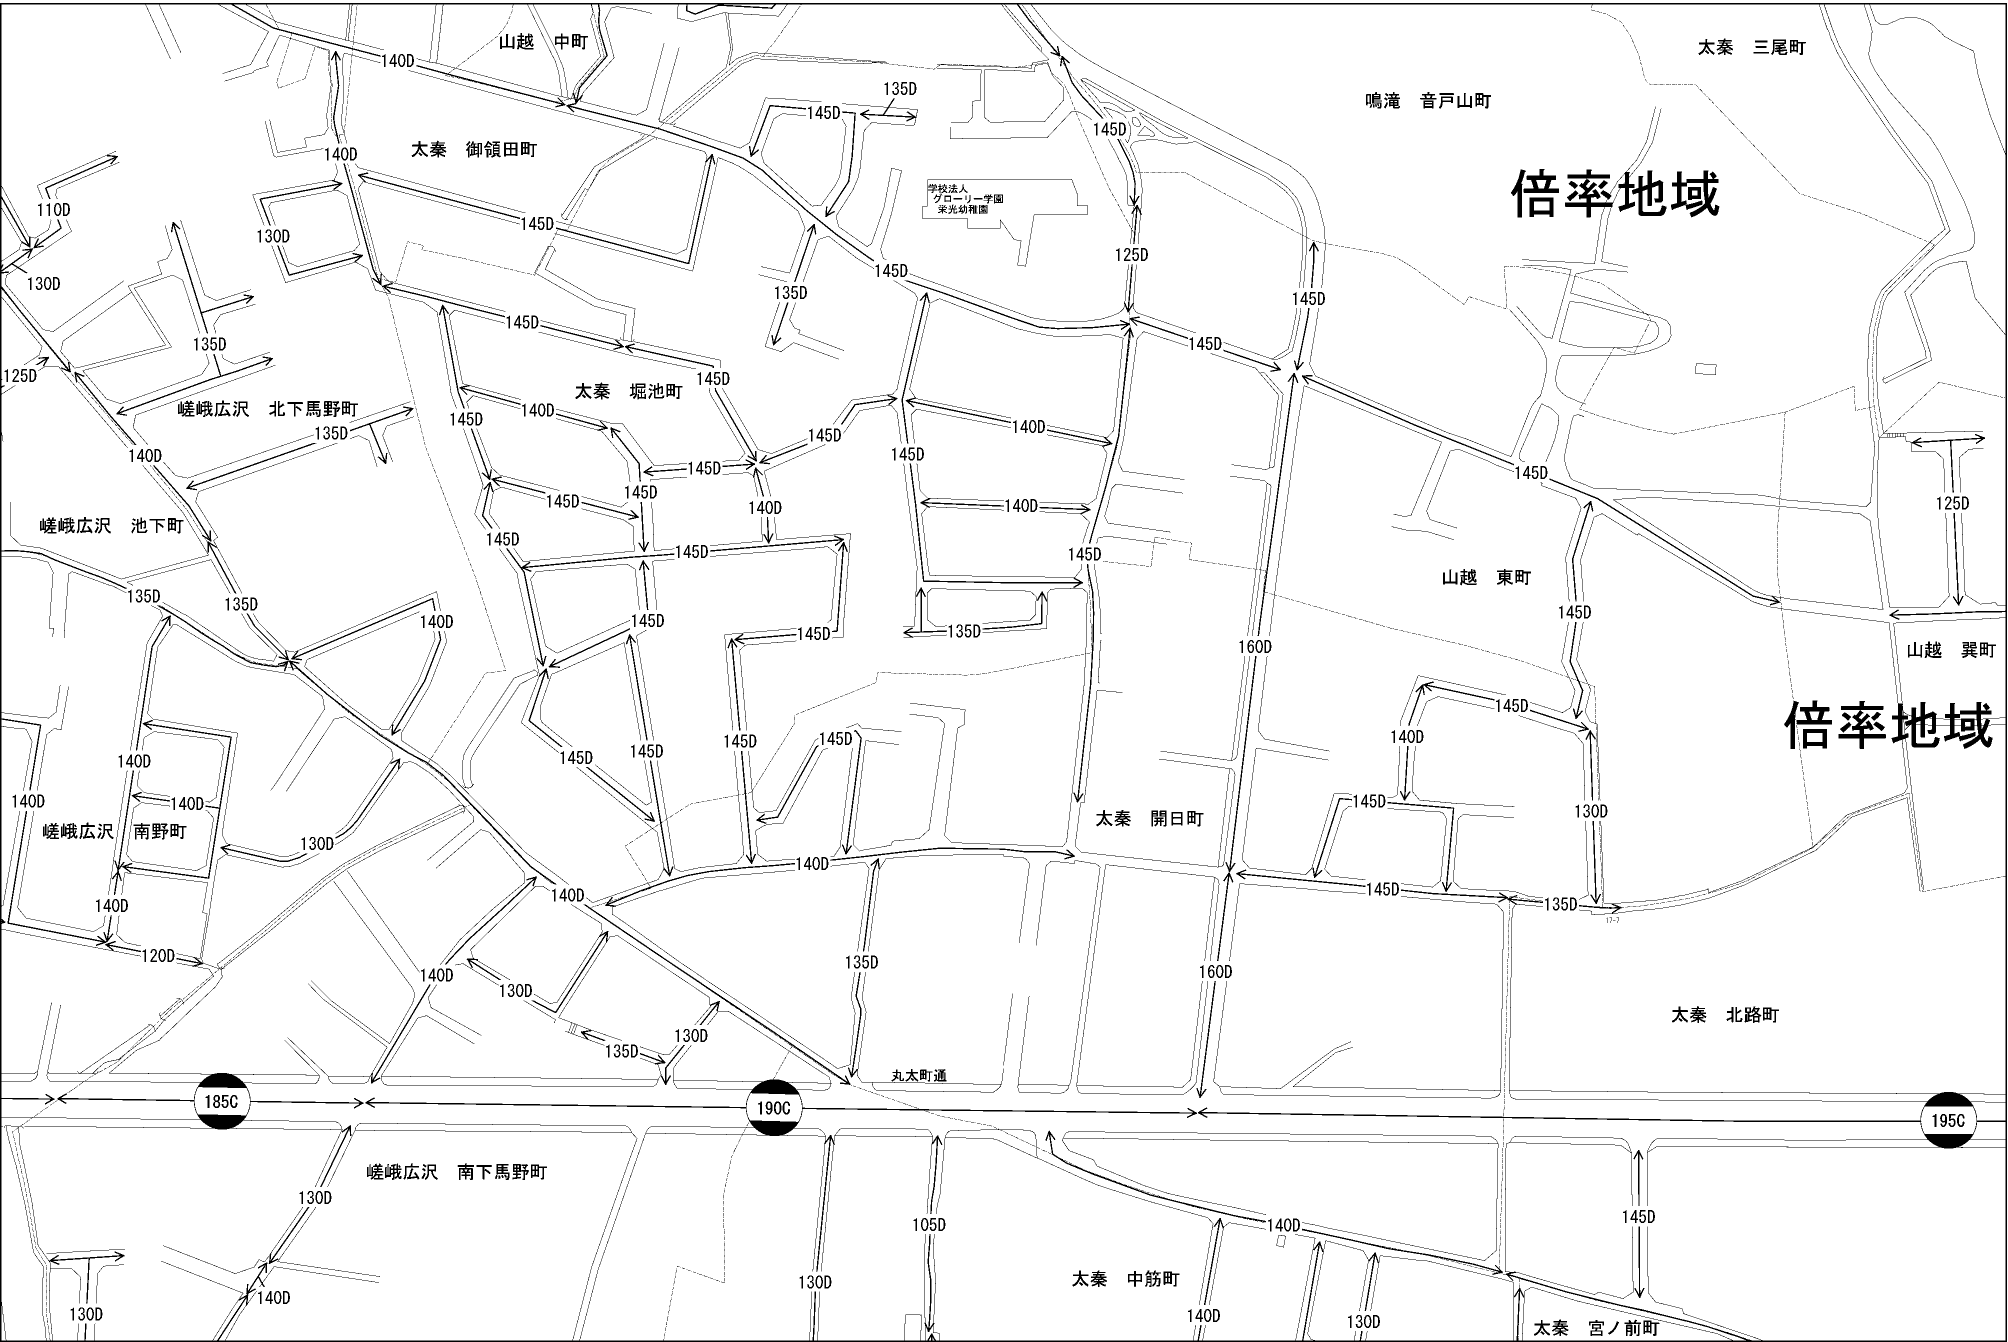 山越 中町
太秦 三尾町
140D
135D
145D
鳴滝 音戸山町
145D
太秦 御領田町
140D
倍率地域
学校法人
グローリー学園
栄光幼稚園
110D
145D
130D
125D
145D
130D
135D
145D
145D
145D
135D
125D
145D
太秦 堀池町
嵯峨広沢 北下馬野町
140D
145D
140D
135D
145D
140D
145D
145D
145D
145D
145D
140D
140D
125D
嵯峨広沢 池下町
145D
145D
145D
山越 東町
135D
135D
145D
140D
145D
145D
135D
160D
山越 巽町
145D
140D
倍率地域
145D
145D
145D
145D
140D
140D
140D
140D
145D
130D
嵯峨広沢 南野町
太秦 開日町
130D
140D
145D
140D
140D
135D
120D
135D
140D
160D
130D
太秦 北路町
130D
135D
丸太町通
185C
190C
195C
嵯峨広沢 南下馬野町
130D
105D
145D
140D
130D
太秦 中筋町
140D
130D
140D
130D
太秦 宮ノ前町